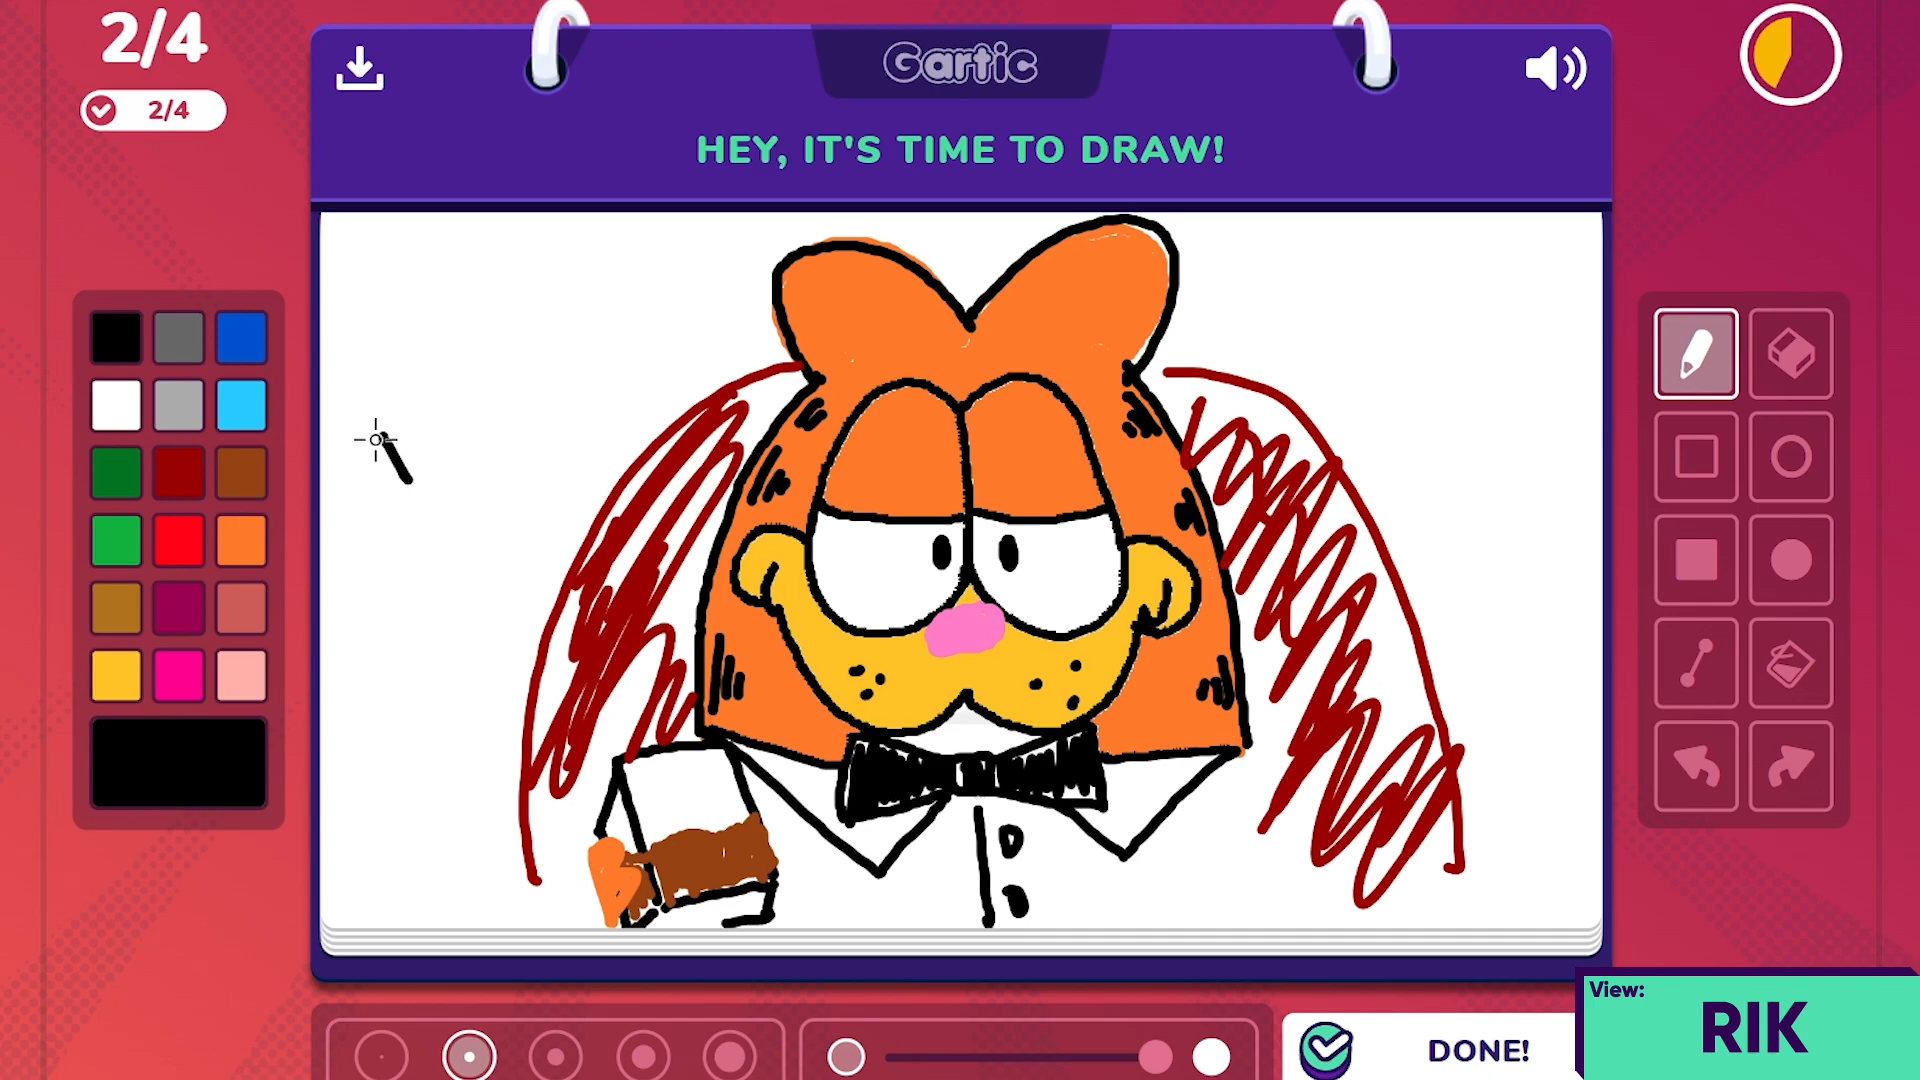 2/4
2/4
Gartic
HEY, IT'S TIME TO DRAW!
DONE!
View:
RIK